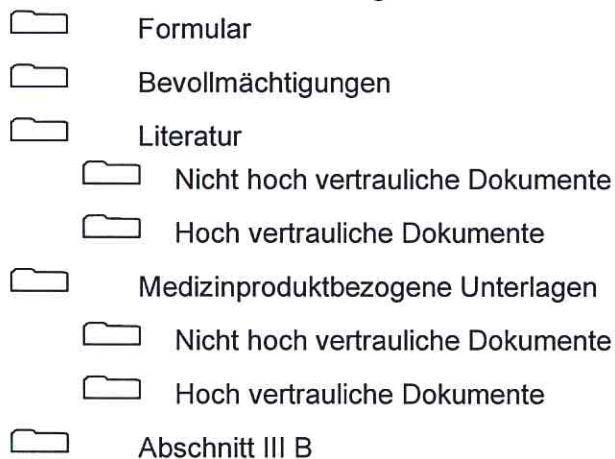 Formular
Bevollmächtigungen
Literatur
Nicht hoch vertrauliche Dokumente
Hoch vertrauliche Dokumente
Medizinproduktbezogene Unterlagen
Nicht hoch vertrauliche Dokumente
Hoch vertrauliche Dokumente
Abschnitt III B